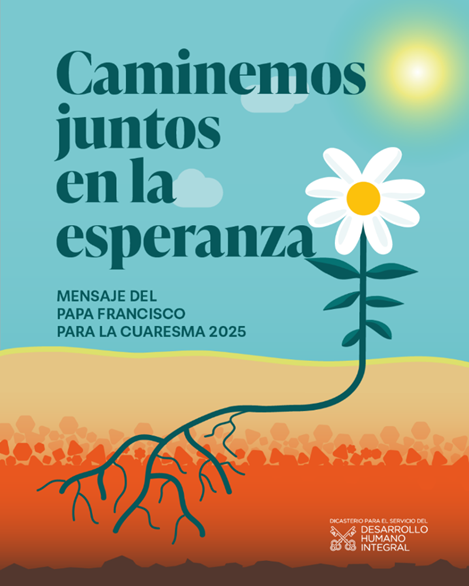 Caminemos
juntos
en la
esperanza
MENSAJE DEL
PAPA FRANCISCO
PARA LA CUARESMA 2025
DICASTERIO PARA EL SERVICIO DEL
DESARROLLO
HUMANO
INTEGRAL